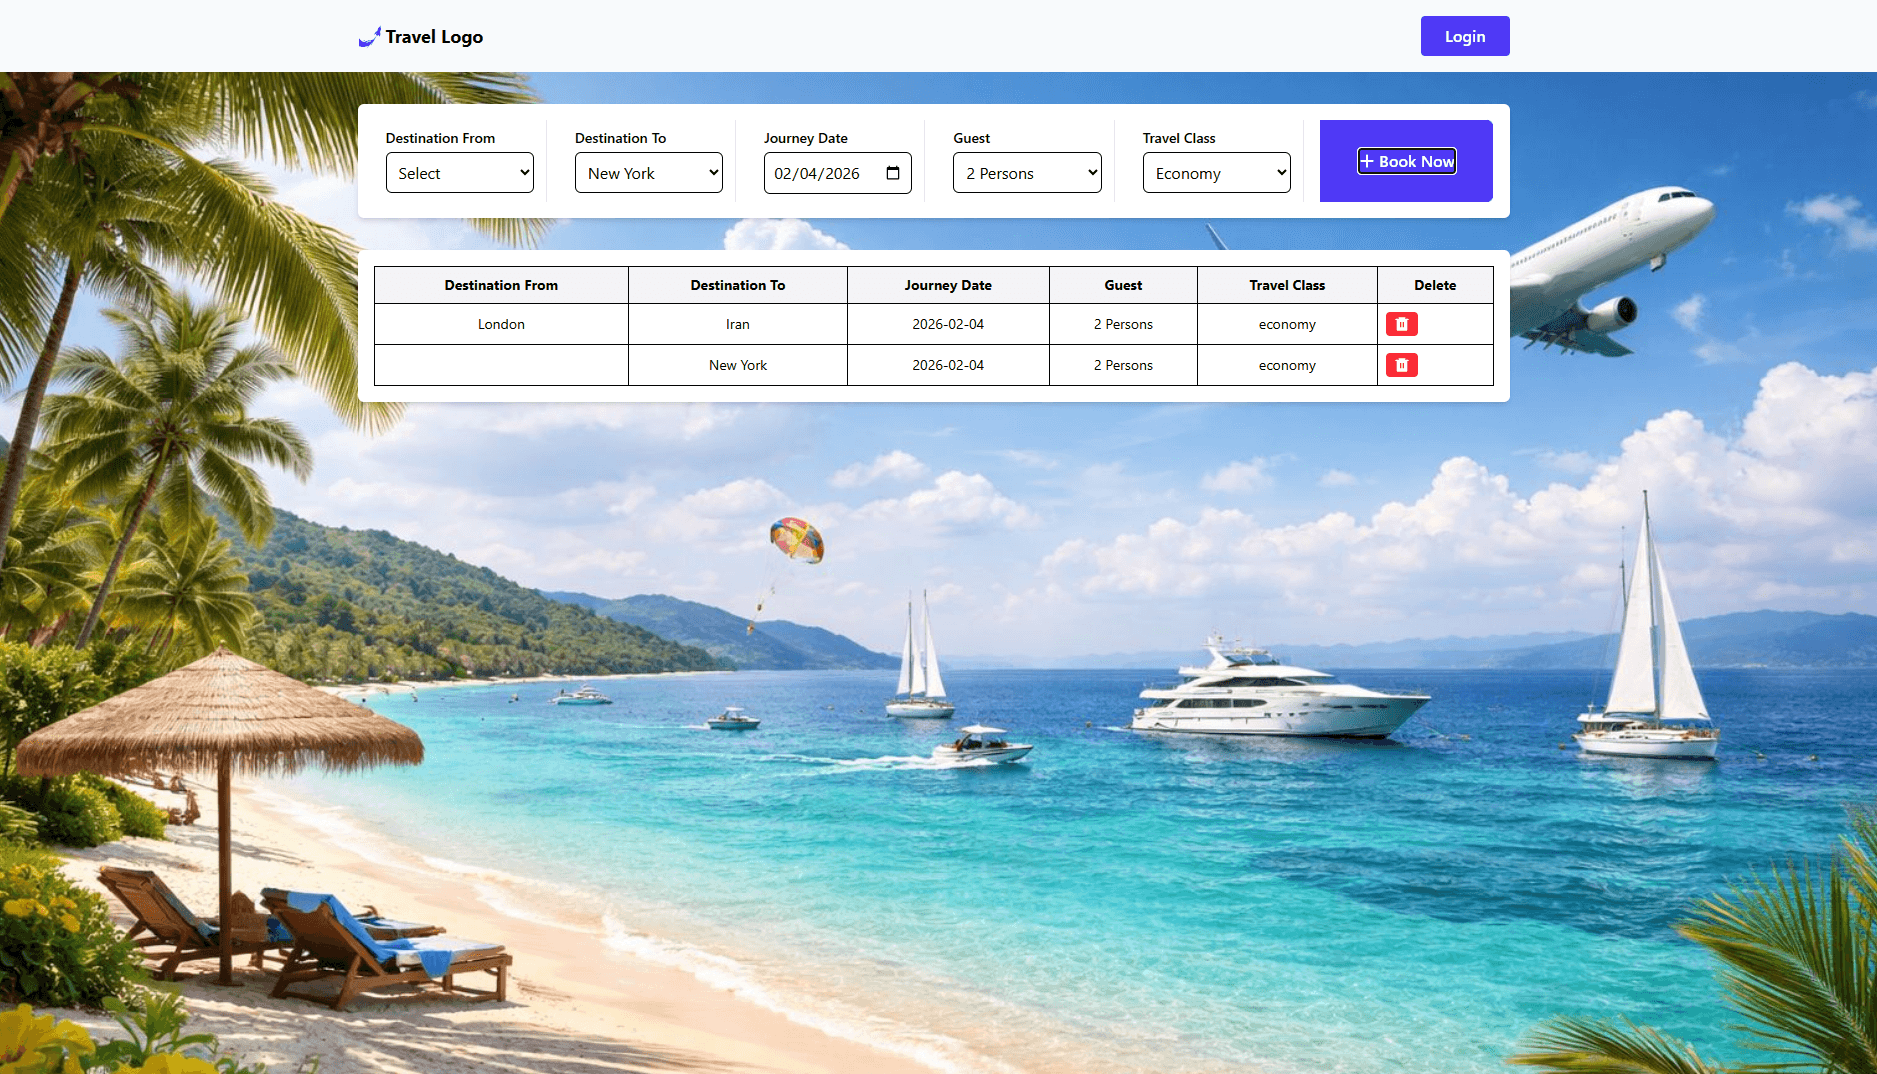 Travel Logo
Login
Destination From
Destination To
Journey Date
Guest
Travel Class
Select
New York
02/04/2026
2 Persons
Economy
+ Book Now
Destination From Destination To Journey Date Guest Travel Class Delete
London Iran 2026-02-04 2 Persons economy
New York 2026-02-04 2 Persons economy